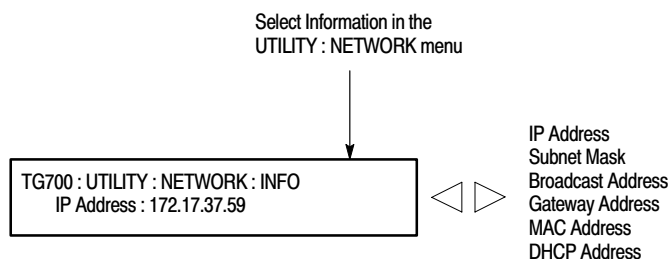 Select Information in the
UTILITY : NETWORK menu
TG700 : UTILITY : NETWORK : INFO
IP Address : 172.17.37.59
IP Address
Subnet Mask
Broadcast Address
Gateway Address
MAC Address
DHCP Address